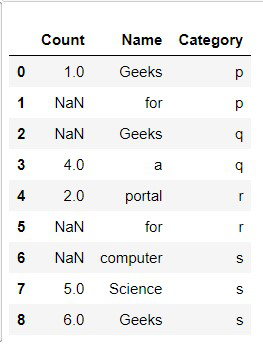 Count Name Category
0 1.0 Geeks p
1 NaN for p
2 NaN Geeks q
3 4.0 a q
4 2.0 portal r
5 NaN for r
6 NaN computer s
7 5.0 Science s
8 6.0 Geeks s